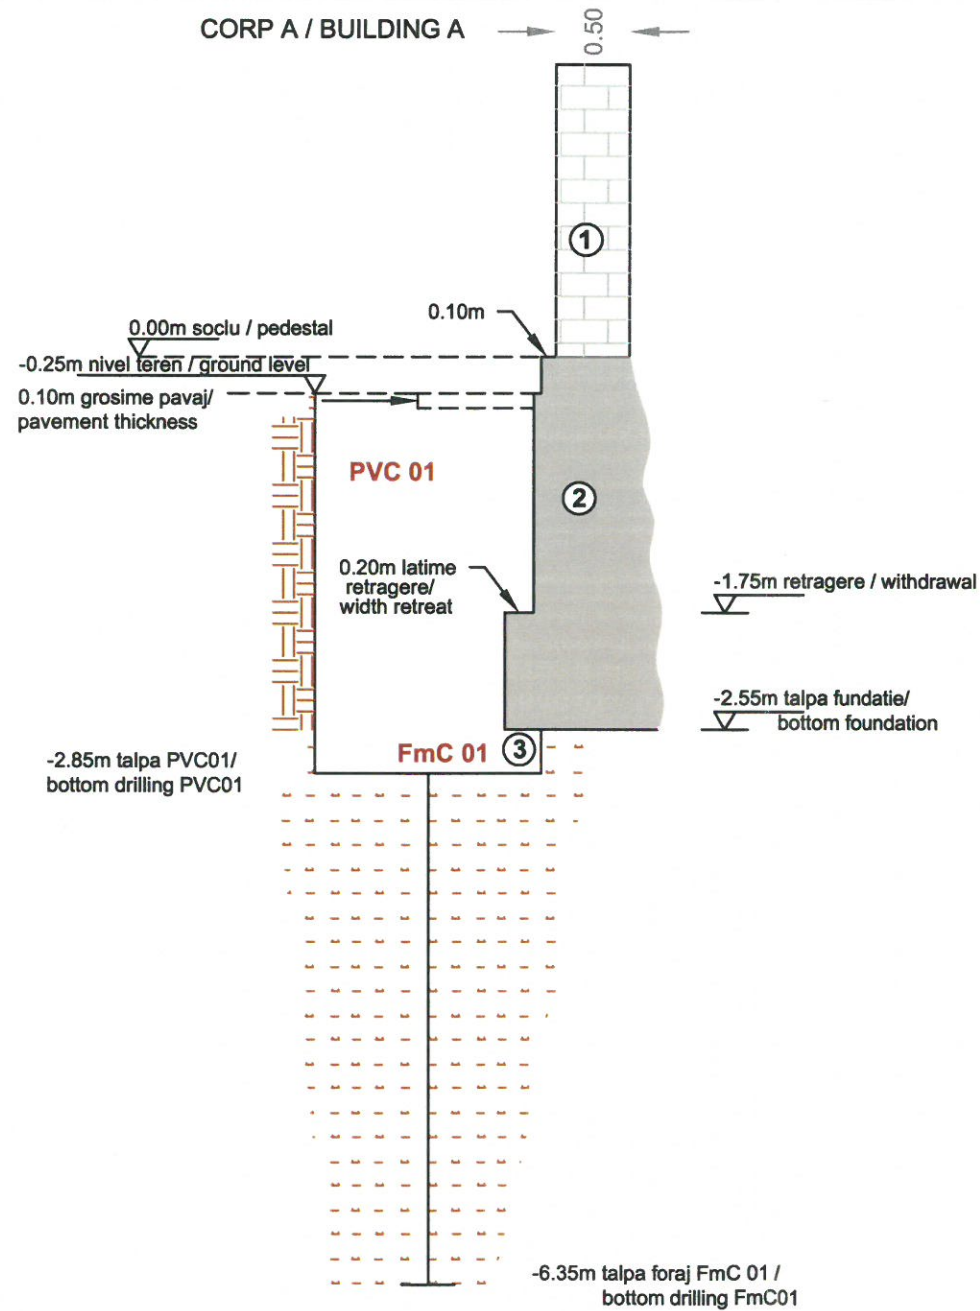 CORP A / BUILDING A
0.50
1
0.10m
0.00m soclu / pedestal
-0.25m nivel teren / ground level
0.10m grosime pavaj/
pavement thickness
PVC 01
2
0.20m latime
retragere/
width retreat
-1.75m retragere / withdrawal
-2.55m talpa fundatie/
bottom foundation
FmC 01
3
-2.85m talpa PVC01/
bottom drilling PVC01
-6.35m talpa foraj FmC 01 /
bottom drilling FmC01